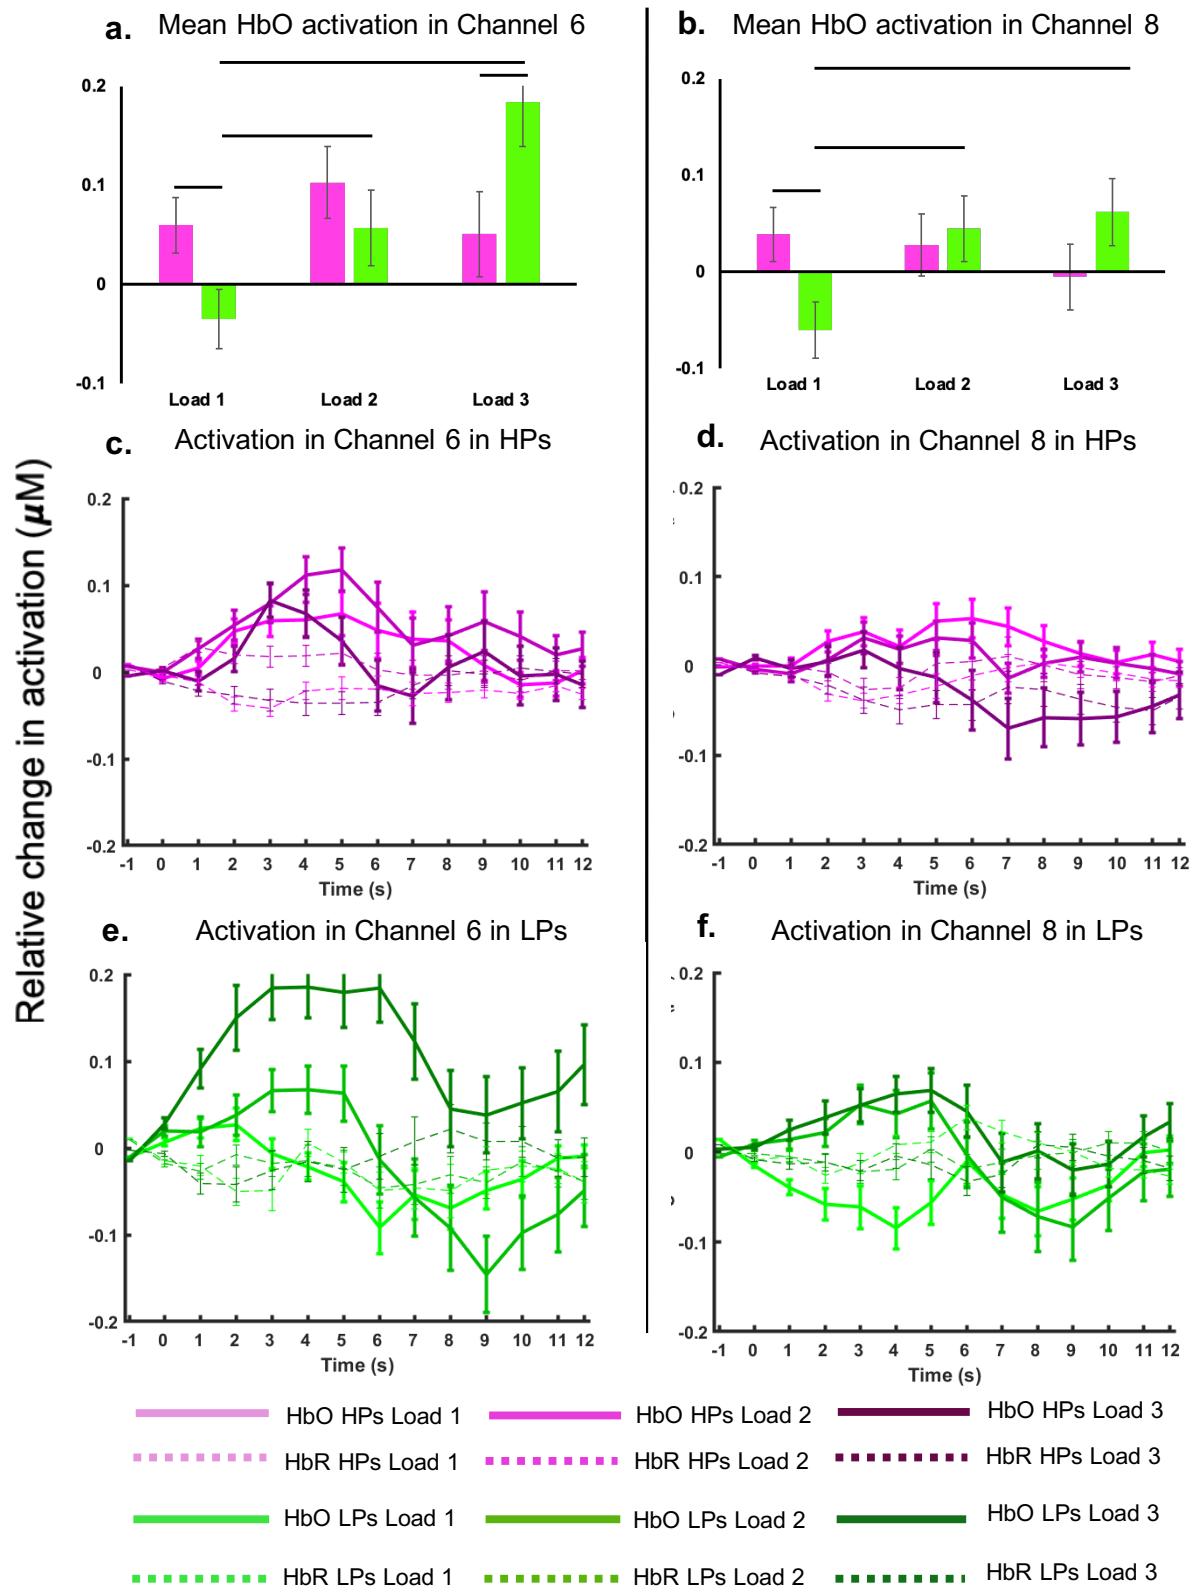 a. Mean HbO activation in Channel 6
b. Mean HbO activation in Channel 8
0.2
0.1
0
-0.1
Load 1 Load 2 Load 3
0.2
0.1
0
-0.1
Load 1 Load 2 Load 3
Relative change in activation (μM)
c. Activation in Channel 6 in HPs
0.2
0.1
0
-0.1
-0.2
-1 0 1 2 3 4 5 6 7 8 9 10 11 12
Time (s)
d. Activation in Channel 8 in HPs
0.2
0.1
0
-0.1
-0.2
-1 0 1 2 3 4 5 6 7 8 9 10 11 12
Time (s)
e. Activation in Channel 6 in LPs
0.2
0.1
0
-0.1
-0.2
-1 0 1 2 3 4 5 6 7 8 9 10 11 12
Time (s)
f. Activation in Channel 8 in LPs
0.2
0.1
0
-0.1
-0.2
-1 0 1 2 3 4 5 6 7 8 9 10 11 12
Time (s)
HbO HPs Load 1 HbO HPs Load 2 HbO HPs Load 3
HbR HPs Load 1 HbR HPs Load 2 HbR HPs Load 3
HbO LPs Load 1 HbO LPs Load 2 HbO LPs Load 3
HbR LPs Load 1 HbR LPs Load 2 HbR LPs Load 3